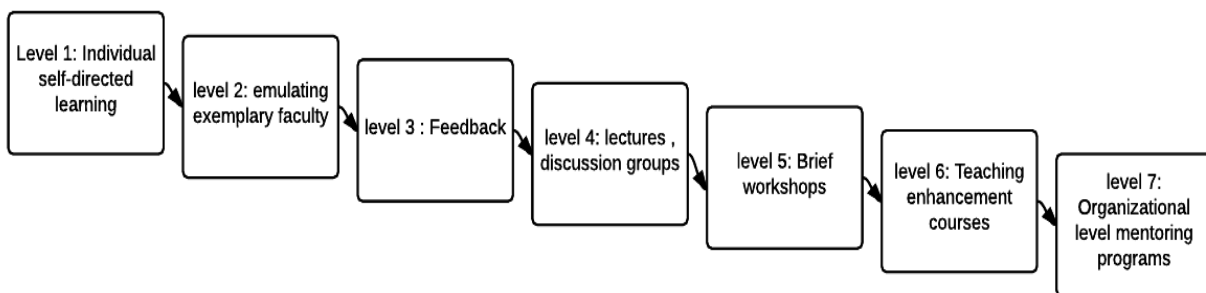 Level 1: Individual
self-directed
learning
level 2: emulating
exemplary faculty
level 3 : Feedback
level 4: lectures ,
discussion groups
level 5: Brief
workshops
level 6: Teaching
enhancement
courses
level 7:
Organizational
level mentoring
programs